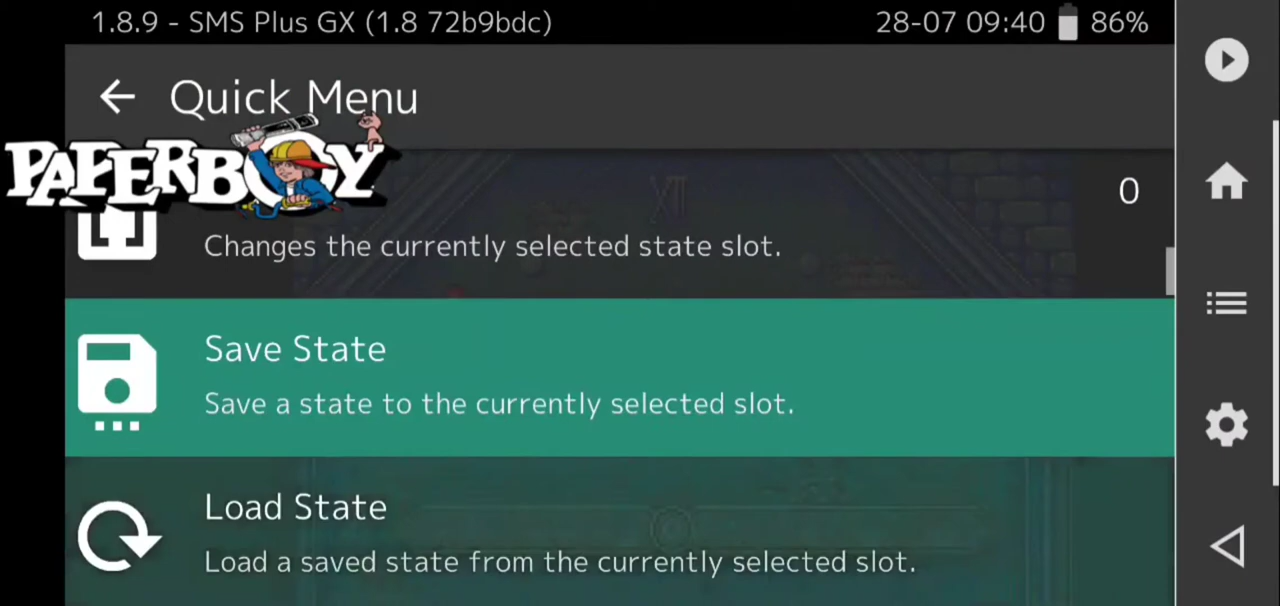 1.8.9 - SMS Plus GX (1.8 72b9bdc)
28-07 09:40 86%
Quick Menu
PAPERBOY
XII
0
Changes the currently selected state slot.
Save State
Save a state to the currently selected slot.
Load State
Load a saved state from the currently selected slot.